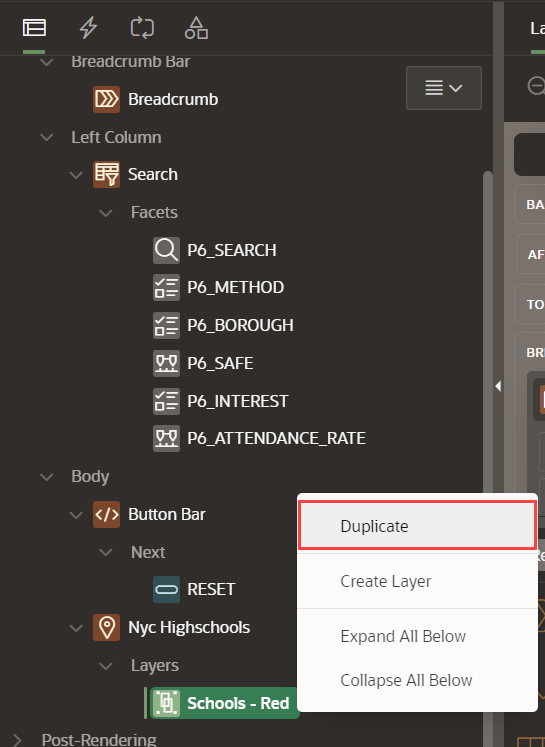 La
Breadcrumb Bar
Breadcrumb
Left Column
Search
BA
Facets
P6_SEARCH
AF
P6_METHOD
TO
P6_BOROUGH
BR
P6_SAFE
P6_INTEREST
P6_ATTENDANCE_RATE
Body
Button Bar
Duplicate
Next
Create Layer
RESET
Nyc Highschools
Expand All Below
Layers
Collapse All Below
Schools - Red
Post-Rendering